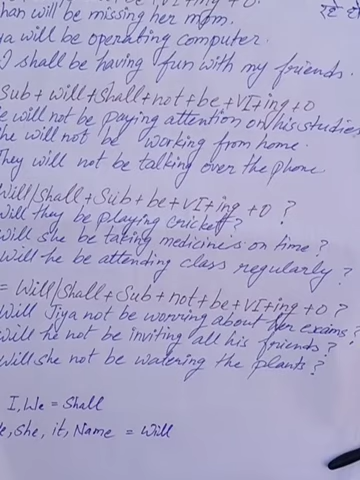 रहे हो
han will be missing her mom.
ya will be operating computer.
I shall be having fun with my friends.
Sub + will + Shall + not + be + VI + ing + O
e will not be paying attention on his studies
he will not be working from home.
They will not be talking over the phone
Will/Shall + Sub + be + VI + ing + O ?
Will they be playing cricket?
Will she be taking medicines on time?
Will he be attending class regularly?
= Will/Shall + Sub + not + be + VI + ing + O ?
Will Jiya not be worring about her exams?
Will he not be inviting all his friends?
Will she not be watering the plants?
I, We = Shall
e, She, it, Name = Will